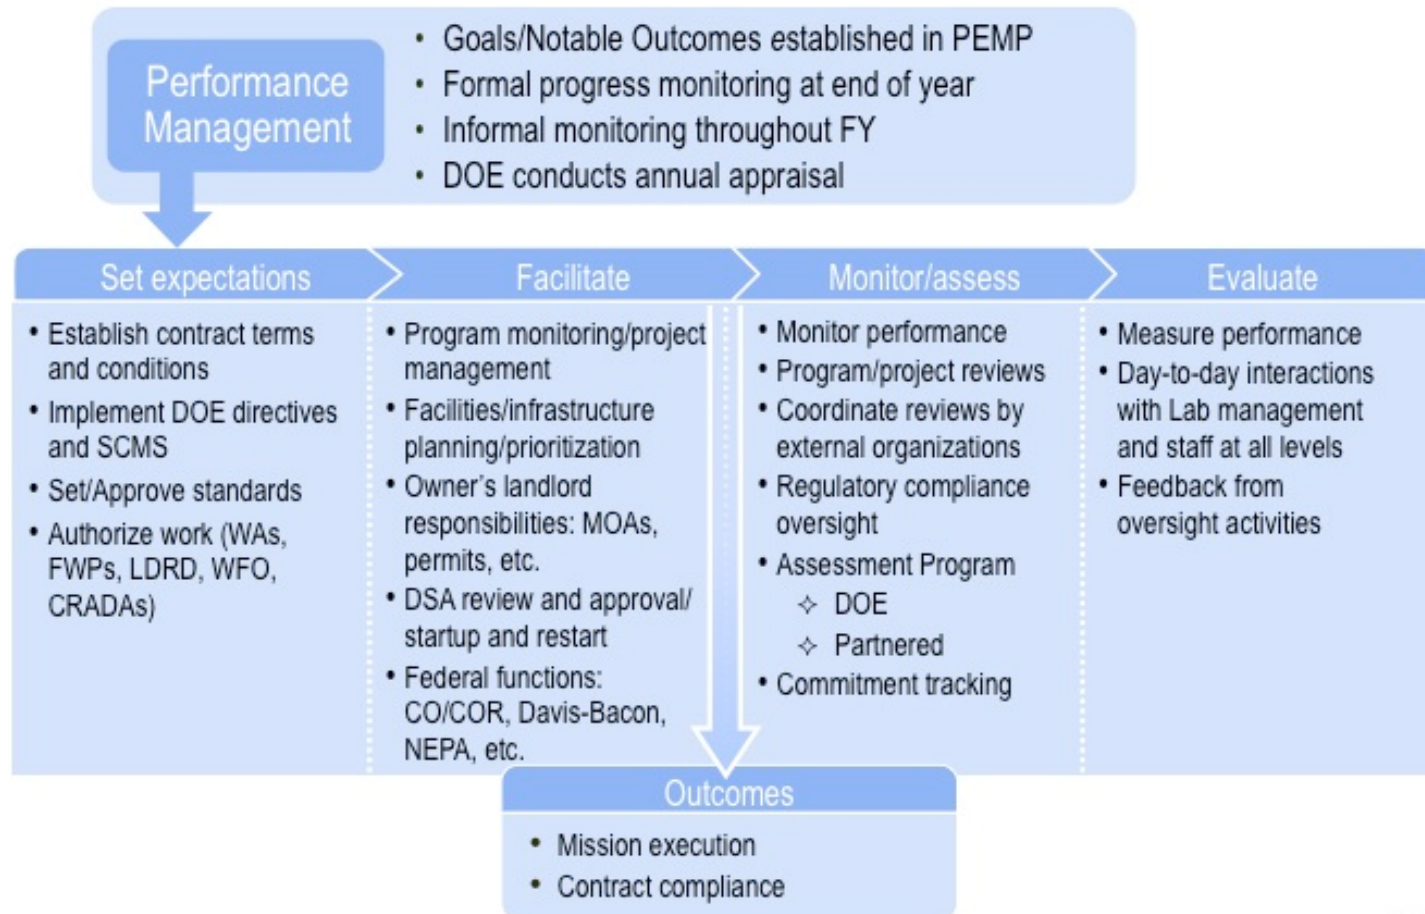 Performance
Management
• Goals/Notable Outcomes established in PEMP
• Formal progress monitoring at end of year
• Informal monitoring throughout FY
• DOE conducts annual appraisal
Set expectations
• Establish contract terms
and conditions
• Implement DOE directives
and SCMS
• Set/Approve standards
• Authorize work (WAs,
FWPs, LDRD, WFO,
CRADAs)
Facilitate
• Program monitoring/project
management
• Facilities/infrastructure
planning/prioritization
• Owner's landlord
responsibilities: MOAs,
permits, etc.
• DSA review and approval/
startup and restart
• Federal functions:
CO/COR, Davis-Bacon,
NEPA, etc.
Monitor/assess
• Monitor performance
• Program/project reviews
• Coordinate reviews by
external organizations
• Regulatory compliance
oversight
• Assessment Program
✧ DOE
✧ Partnered
• Commitment tracking
Evaluate
• Measure performance
• Day-to-day interactions
with Lab management
and staff at all levels
• Feedback from
oversight activities
Outcomes
• Mission execution
• Contract compliance